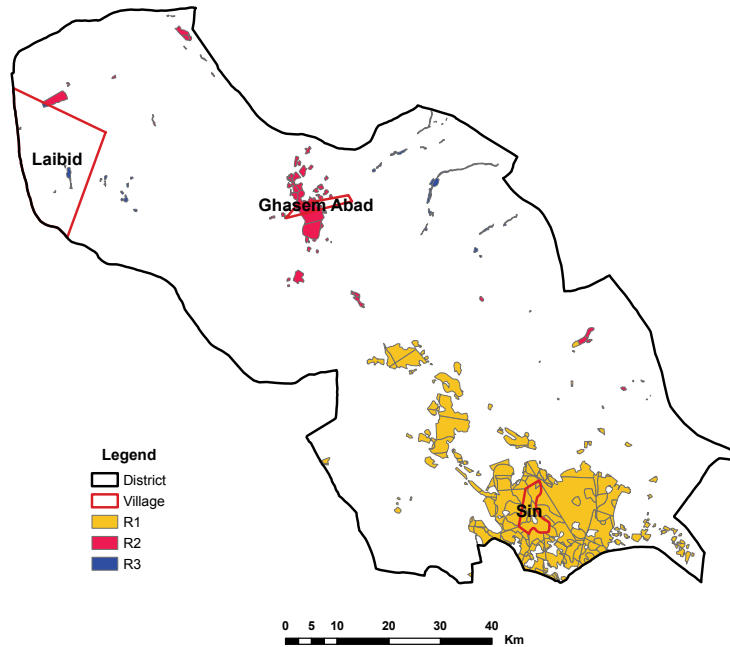 Laibid
Ghasem Abad
Sin
Legend
District
Village
R1
R2
R3
0 5 10 20 30 40
Km